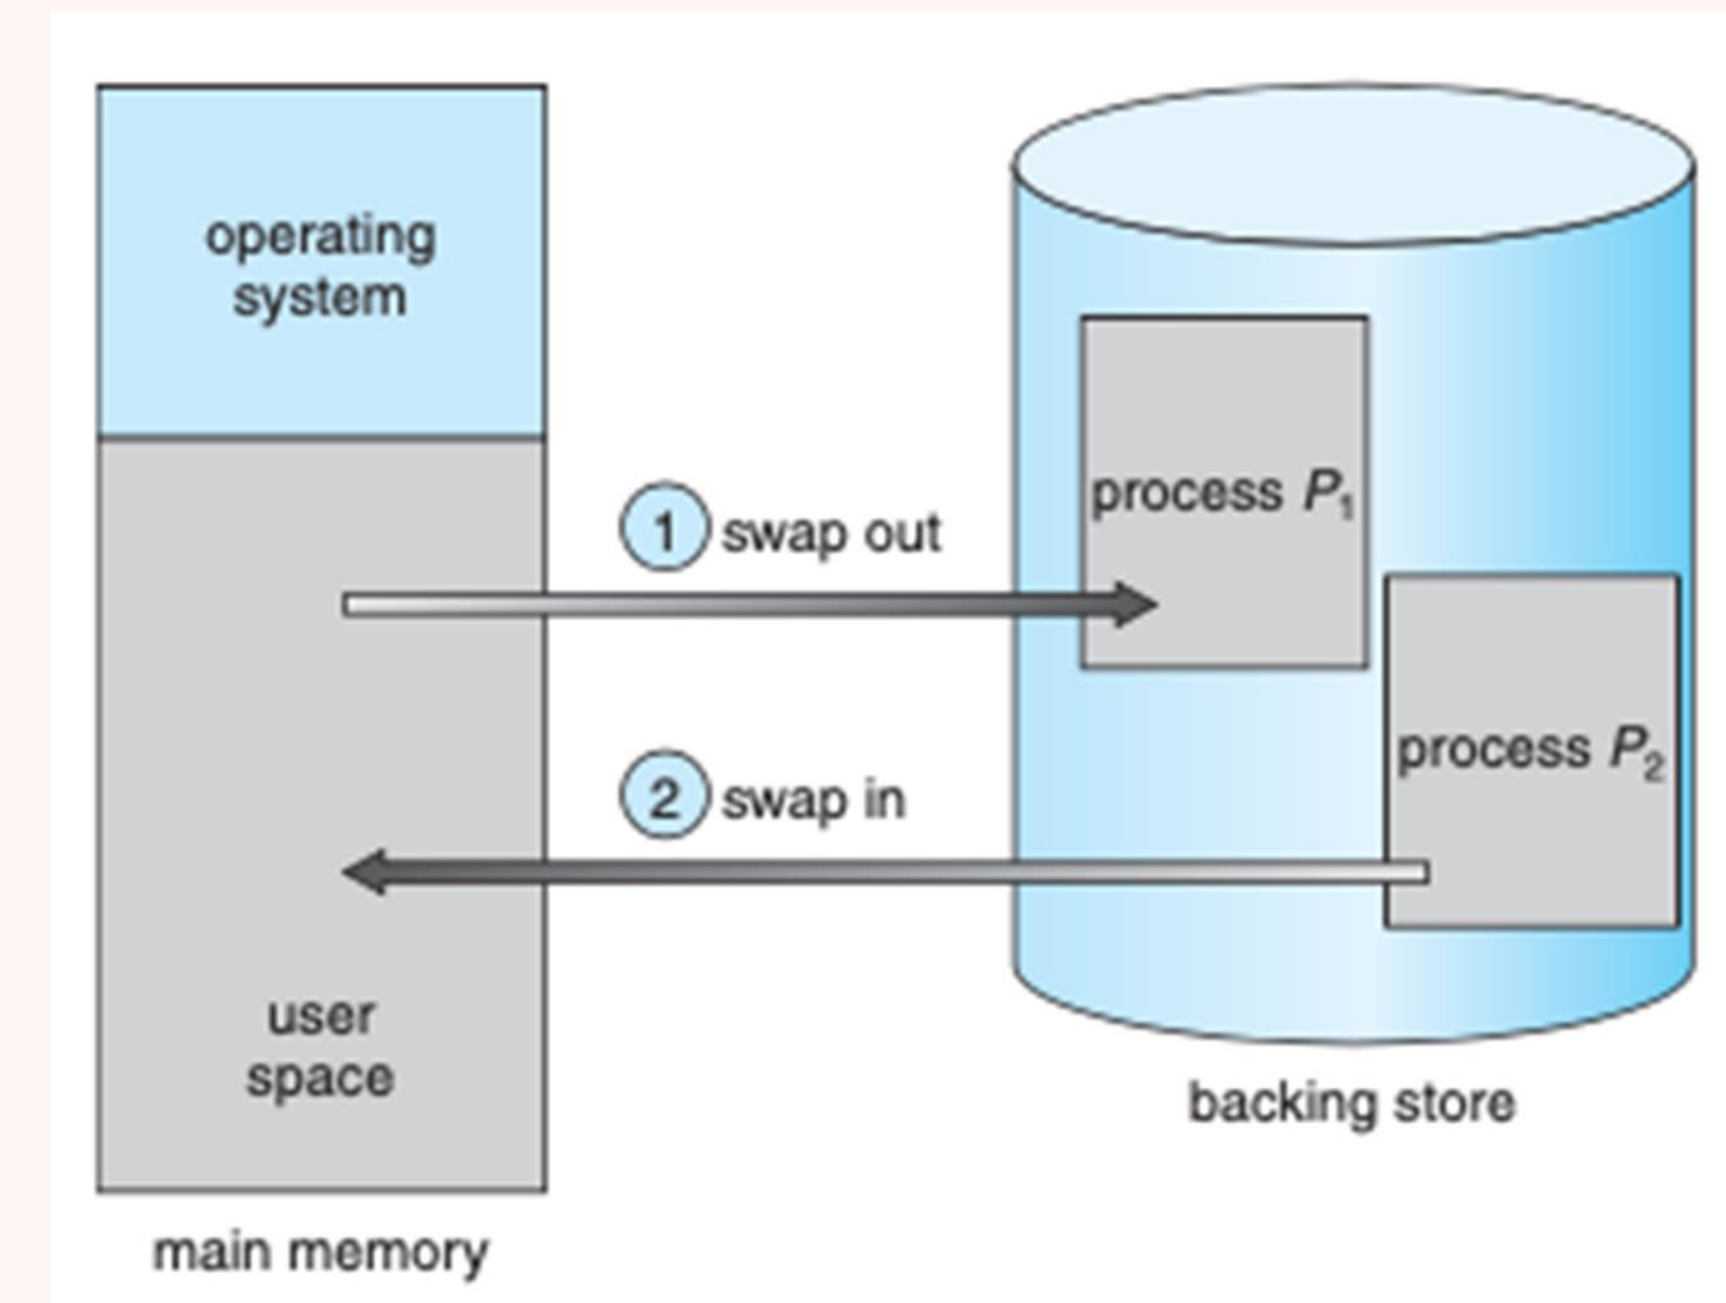 operating
system
1 swap out
process P₁
2 swap in
process P₂
user
space
backing store
main memory